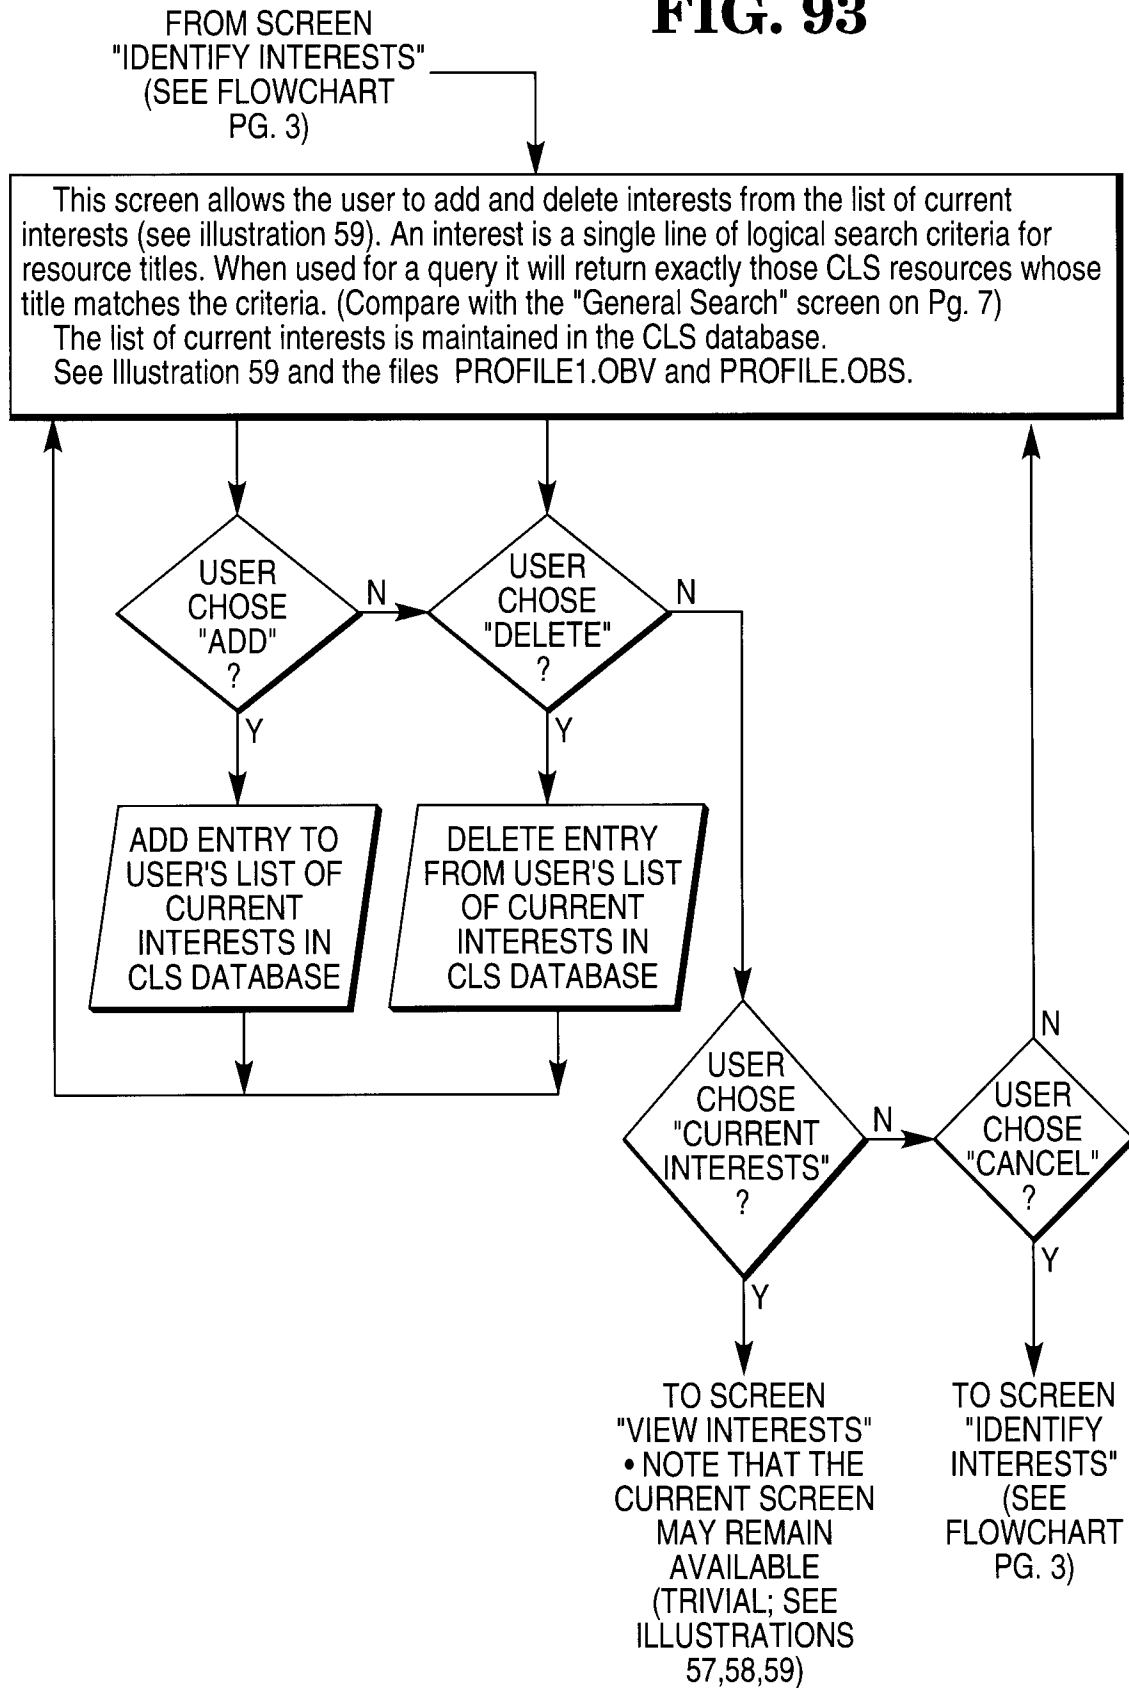 FIG. 93
FROM SCREEN
"IDENTIFY INTERESTS"
(SEE FLOWCHART
PG. 3)
This screen allows the user to add and delete interests from the list of current
interests (see illustration 59). An interest is a single line of logical search criteria for
resource titles. When used for a query it will return exactly those CLS resources whose
title matches the criteria. (Compare with the "General Search" screen on Pg. 7)
The list of current interests is maintained in the CLS database.
See Illustration 59 and the files PROFILE1.OBV and PROFILE.OBS.
USER
CHOSE
"ADD"
?
N
Y
USER
CHOSE
"DELETE"
?
N
Y
ADD ENTRY TO
USER'S LIST OF
CURRENT
INTERESTS IN
CLS DATABASE
DELETE ENTRY
FROM USER'S LIST
OF CURRENT
INTERESTS IN
CLS DATABASE
USER
CHOSE
"CURRENT
INTERESTS"
?
N
Y
USER
CHOSE
"CANCEL"
?
N
Y
TO SCREEN
"VIEW INTERESTS"
• NOTE THAT THE
CURRENT SCREEN
MAY REMAIN
AVAILABLE
(TRIVIAL; SEE
ILLUSTRATIONS
57,58,59)
TO SCREEN
"IDENTIFY
INTERESTS"
(SEE
FLOWCHART
PG. 3)